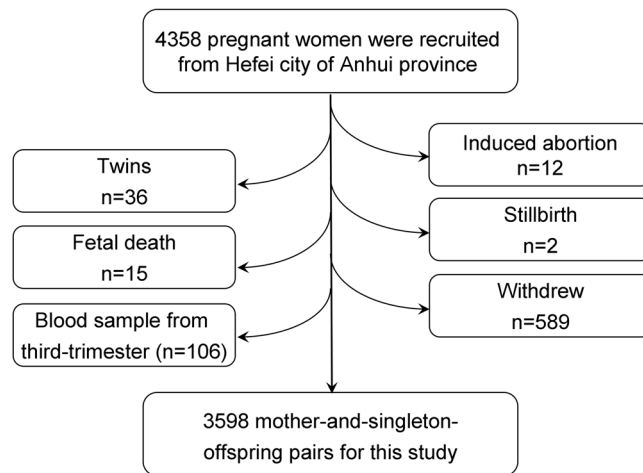 4358 pregnant women were recruited
from Hefei city of Anhui province
Induced abortion
n=12
Twins
n=36
Stillbirth
n=2
Fetal death
n=15
Withdrew
n=589
Blood sample from
third-trimester (n=106)
3598 mother-and-singleton-
offspring pairs for this study